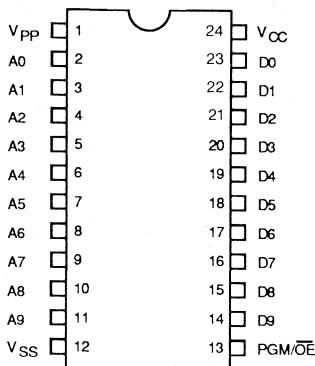 VPP 1 24 VCC
A0 2 23 D0
A1 3 22 D1
A2 4 21 D2
A3 5 20 D3
A4 6 19 D4
A5 7 18 D5
A6 8 17 D6
A7 9 16 D7
A8 10 15 D8
A9 11 14 D9
VSS 12 13 PGM/O̅E̅